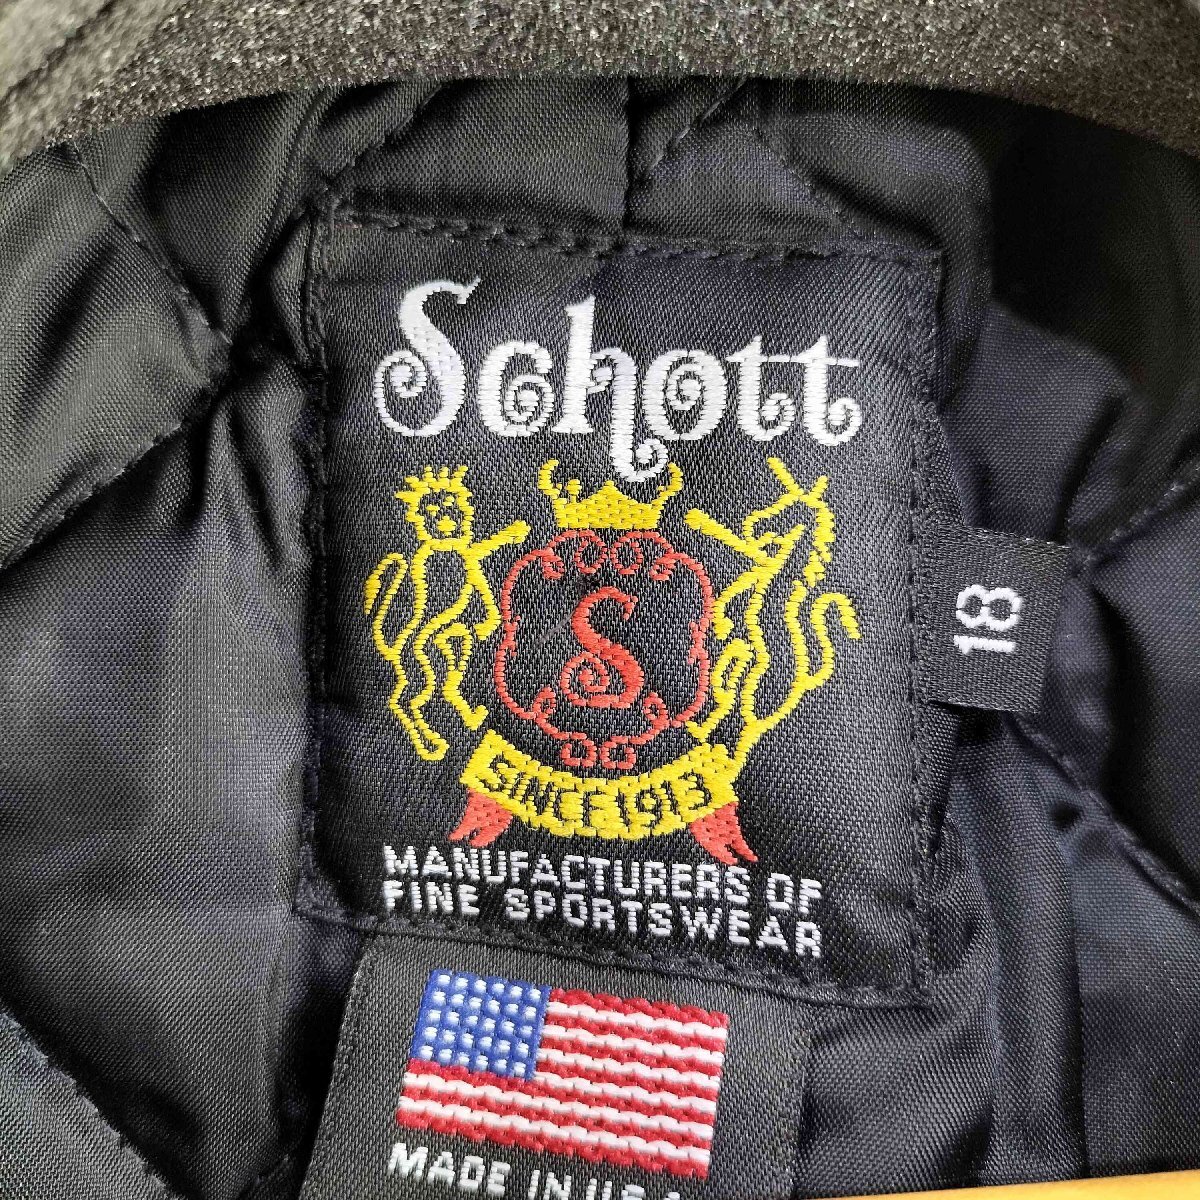 Schott
S
SINCE 1913
MANUFACTURERS OF
FINE SPORTSWEAR
18
MADE IN U.S.A.